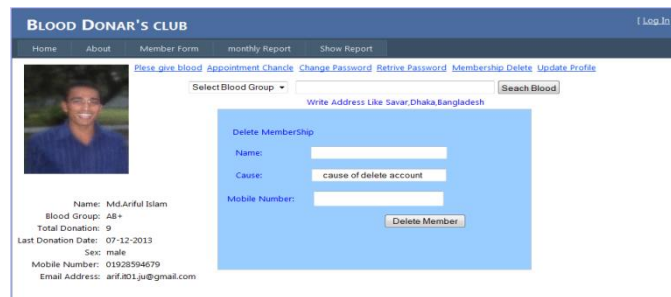 BLOOD DONAR'S CLUB
[ Log In
Home About Member Form monthly Report Show Report
Plese give blood Appointment Chancle Change Password Retrive Password Membership Delete Update Profile
Select Blood Group Seach Blood
Write Address Like Savar,Dhaka,Bangladesh
Delete MemberShip
Name:
Cause: cause of delete account
Mobile Number:
Delete Member
Name: Md.Ariful Islam
Blood Group: AB+
Total Donation: 9
Last Donation Date: 07-12-2013
Sex: male
Mobile Number: 01928594679
Email Address: arif.it01.ju@gmail.com